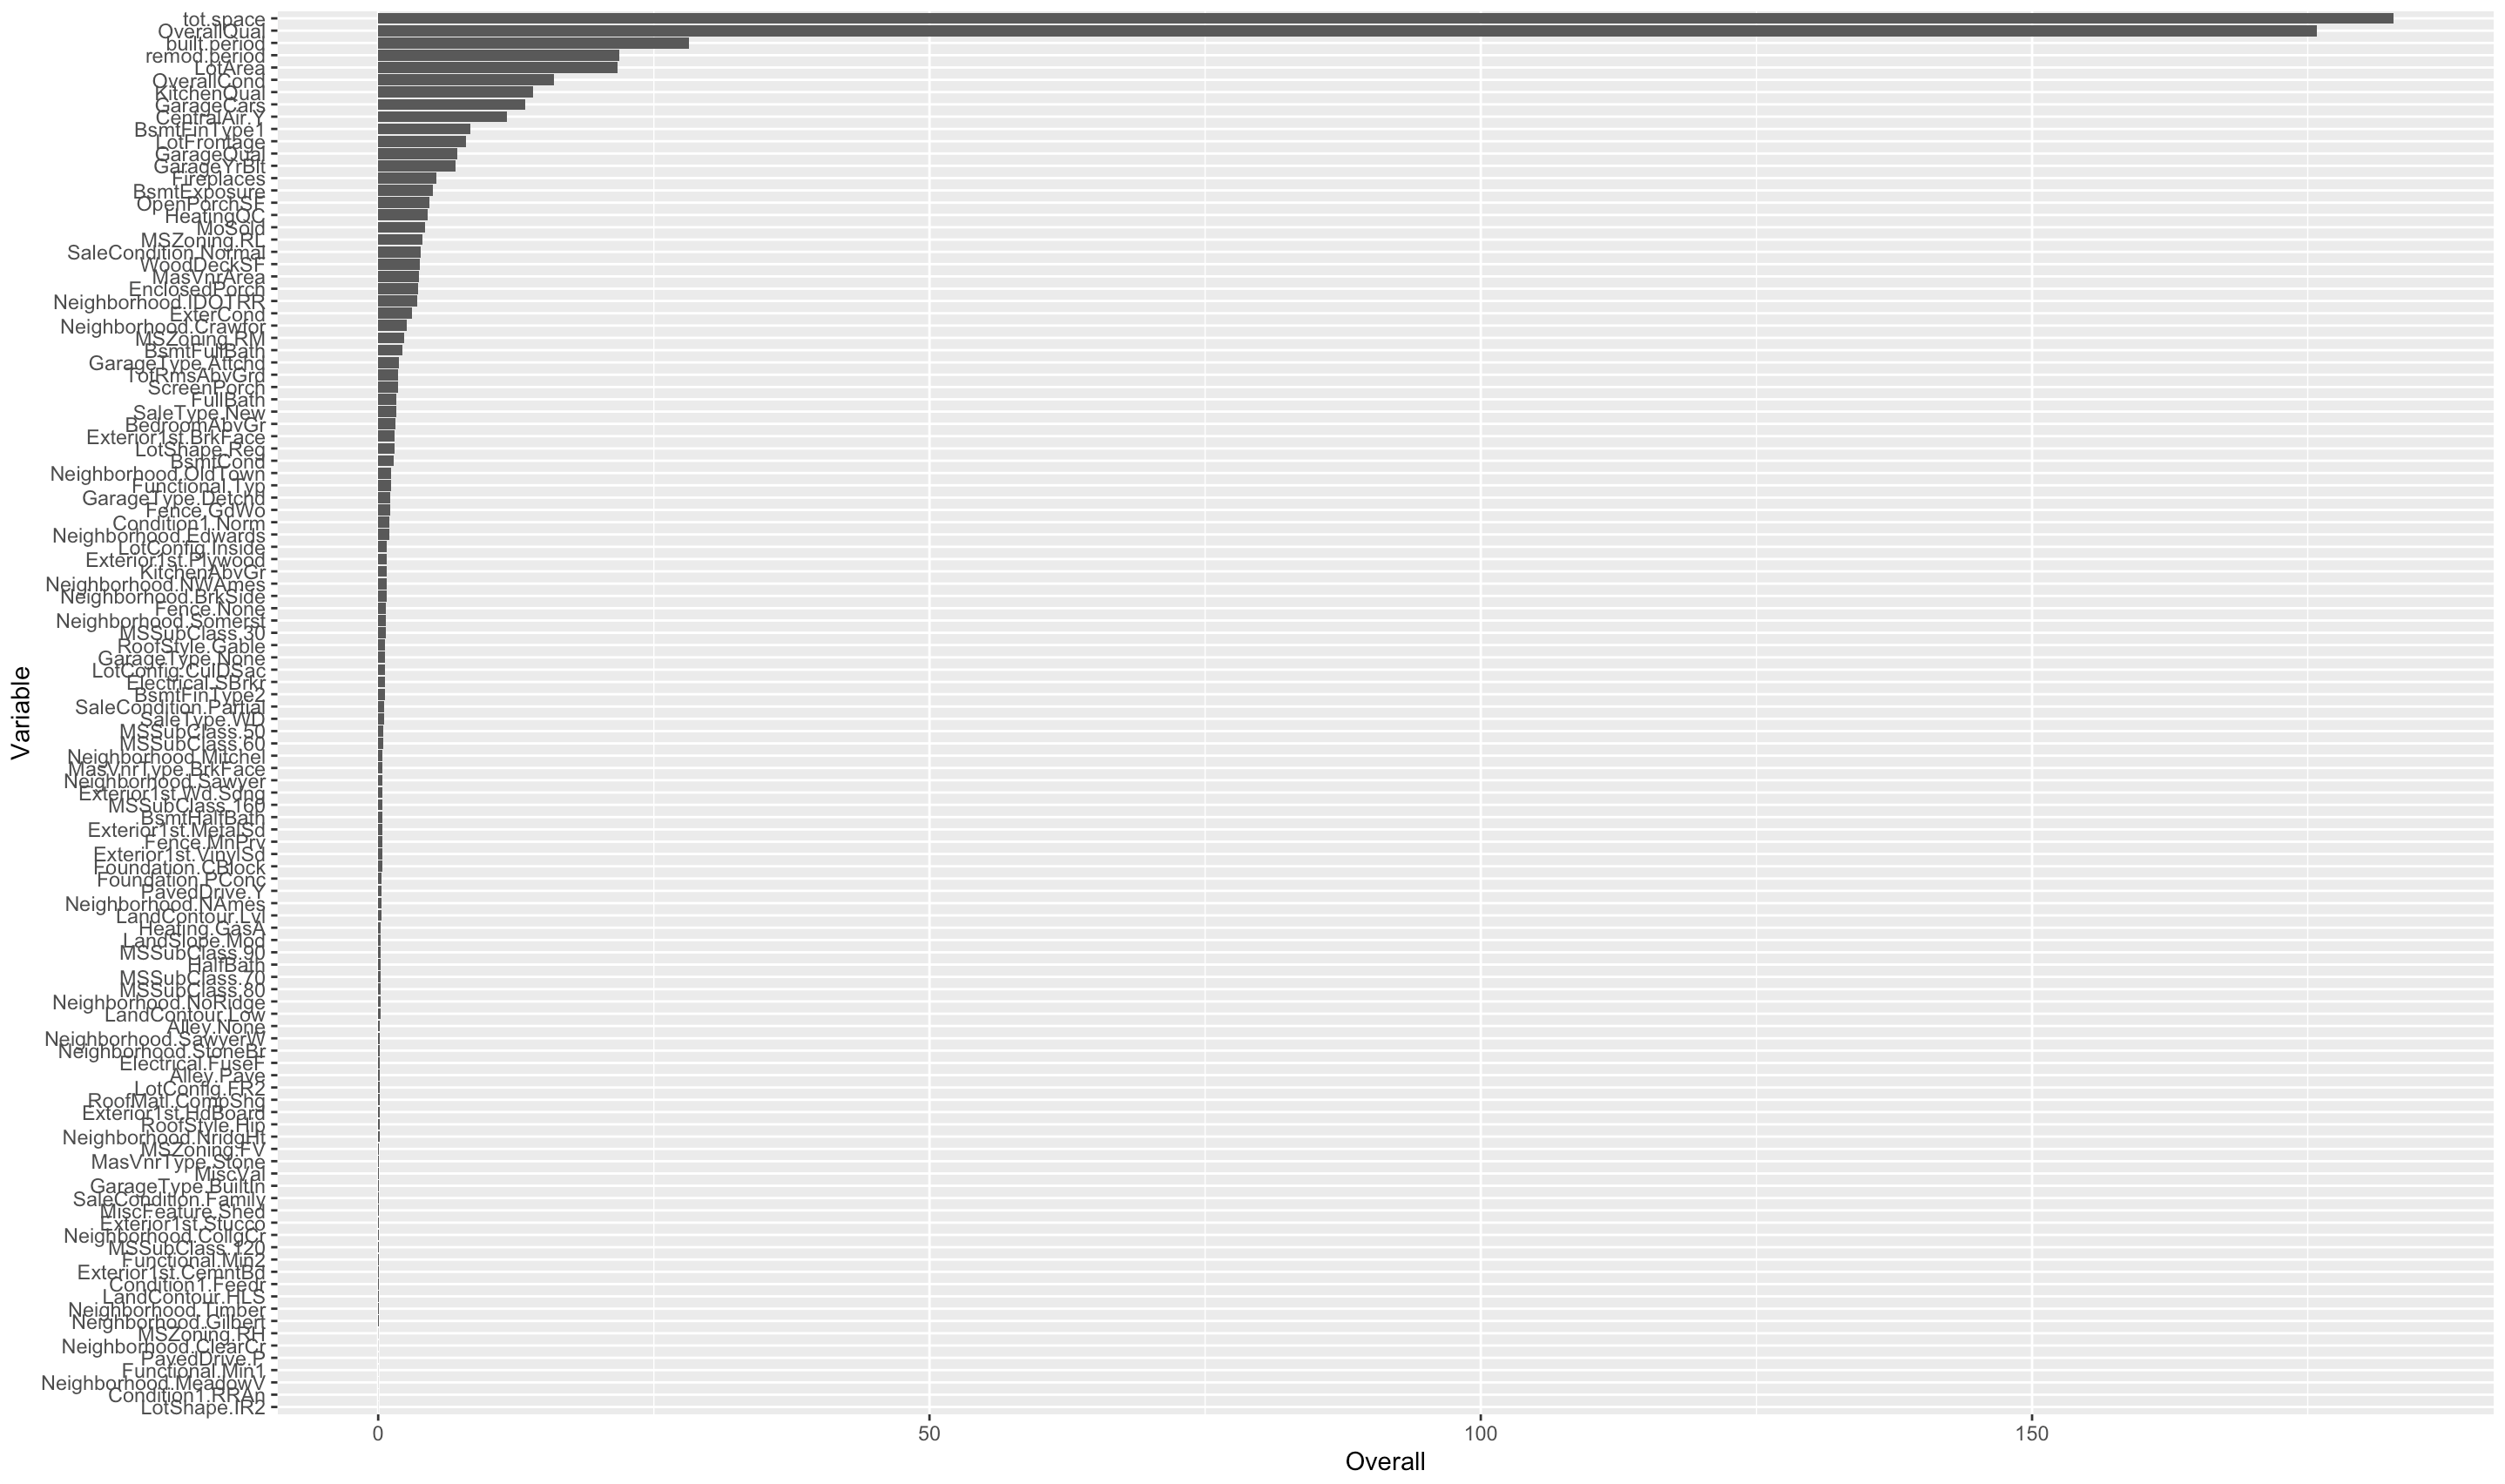 tot.space
OverallQual
built.period
remod.period
LotArea
OverallCond
KitchenQual
GarageCars
CentralAir.Y
BsmtFinType1
LotFrontage
GarageQual
GarageYrBlt
Fireplaces
BsmtExposure
OpenPorchSF
HeatingQC
MoSold
MSZoning.RL
SaleCondition.Normal
WoodDeckSF
MasVnrArea
EnclosedPorch
Neighborhood.IDOTRR
ExterCond
Neighborhood.Crawfor
MSZoning.RM
BsmtFullBath
GarageType.Attchd
TotRmsAbvGrd
ScreenPorch
FullBath
SaleType.New
BedroomAbvGr
Exterior1st.BrkFace
LotShape.Reg
BsmtCond
Neighborhood.OldTown
Functional.Typ
GarageType.Detchd
Fence.GdWo
Condition1.Norm
Neighborhood.Edwards
LotConfig.Inside
Exterior1st.Plywood
KitchenAbvGr
Neighborhood.NWAmes
Neighborhood.BrkSide
Fence.None
Neighborhood.Somerst
MSSubClass.30
RoofStyle.Gable
GarageType.None
LotConfig.CulDSac
Electrical.SBrkr
BsmtFinType2
SaleCondition.Partial
SaleType.WD
MSSubClass.50
MSSubClass.60
Neighborhood.Mitchel
MasVnrType.BrkFace
Neighborhood.Sawyer
Exterior1st.Wd.Sdng
MSSubClass.160
BsmtHalfBath
Exterior1st.MetalSd
Fence.MnPrv
Exterior1st.VinylSd
Foundation.CBlock
Foundation.PConc
PavedDrive.Y
Neighborhood.NAmes
LandContour.Lvl
Heating.GasA
LandSlope.Mod
MSSubClass.90
HalfBath
MSSubClass.70
MSSubClass.80
Neighborhood.NoRidge
LandContour.Low
Alley.None
Neighborhood.SawyerW
Neighborhood.StoneBr
Electrical.FuseF
Alley.Pave
LotConfig.FR2
RoofMatl.CompShg
Exterior1st.HdBoard
RoofStyle.Hip
Neighborhood.NridgHt
MSZoning.FV
MasVnrType.Stone
MiscVal
GarageType.BuiltIn
SaleCondition.Family
MiscFeature.Shed
Exterior1st.Stucco
Neighborhood.CollgCr
MSSubClass.120
Functional.Min2
Exterior1st.CemntBd
Condition1.Feedr
LandContour.HLS
Neighborhood.Timber
Neighborhood.Gilbert
MSZoning.RH
Neighborhood.ClearCr
PavedDrive.P
Functional.Min1
Neighborhood.MeadowV
Condition1.RRAn
LotShape.IR2
Variable
0 50 100 150
Overall